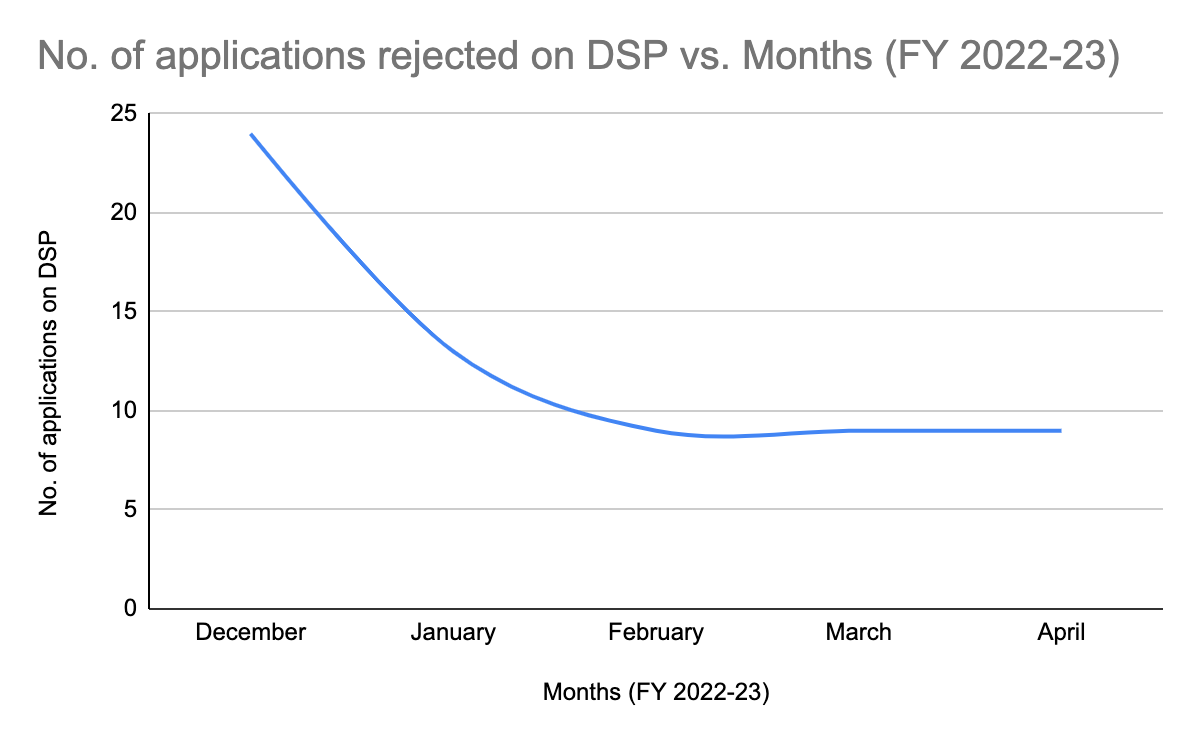 No. of applications rejected on DSP vs. Months (FY 2022-23)
No. of applications on DSP
25
20
15
10
5
0
December January February March April
Months (FY 2022-23)